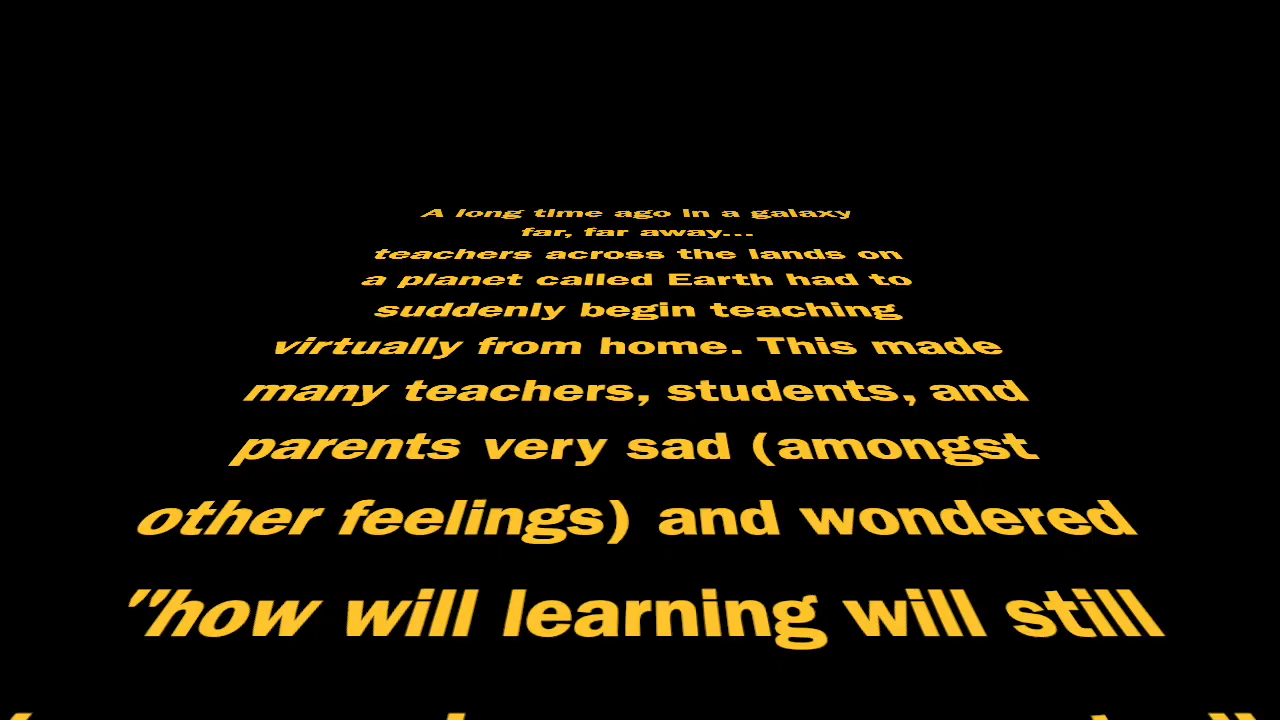 A long time ago in a galaxy
far, far away...
teachers across the lands on
a planet called Earth had to
suddenly begin teaching
virtually from home. This made
many teachers, students, and
parents very sad (amongst
other feelings) and wondered
"how will learning will still